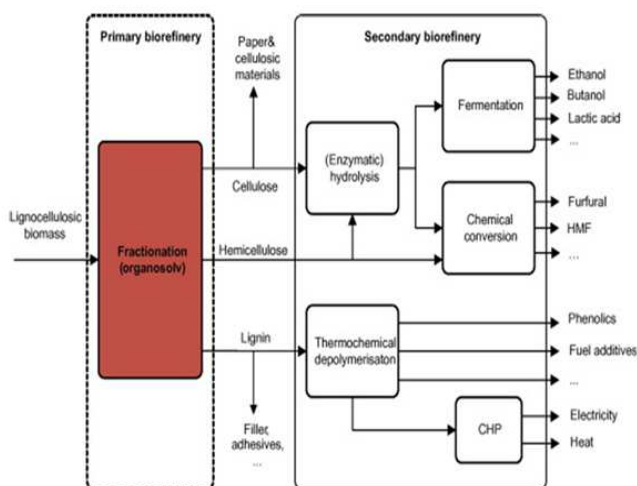 Primary biorefinery
Paper&
cellulosic
materials
Secondary biorefinery
Lignocellulosic
biomass
Fractionation
(organosolv)
Cellulose
Hemicellulose
Lignin
Filler,
adhesives,
...
(Enzymatic)
hydrolysis
Fermentation
Chemical
conversion
Thermochemical
depolymerisaton
CHP
Ethanol
Butanol
Lactic acid
...
Furfural
HMF
...
Phenolics
Fuel additives
...
Electricity
Heat